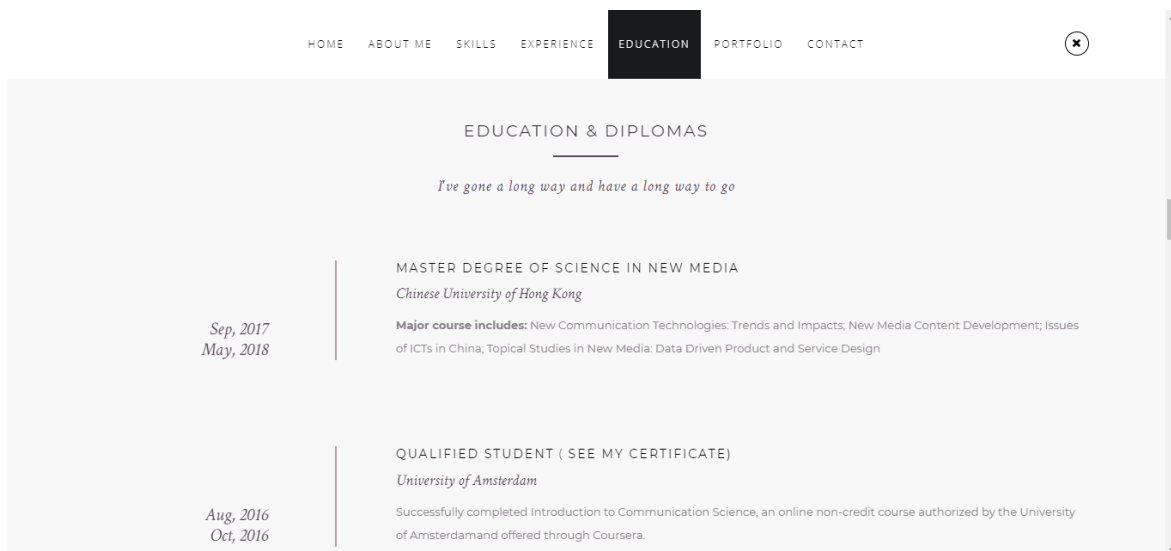 HOME ABOUT ME SKILLS EXPERIENCE EDUCATION PORTFOLIO CONTACT
EDUCATION & DIPLOMAS
I've gone a long way and have a long way to go
MASTER DEGREE OF SCIENCE IN NEW MEDIA
Chinese University of Hong Kong
Sep, 2017
May, 2018
Major course includes: New Communication Technologies: Trends and Impacts; New Media Content Development; Issues
of ICTs in China; Topical Studies in New Media: Data Driven Product and Service Design
QUALIFIED STUDENT ( SEE MY CERTIFICATE)
University of Amsterdam
Aug, 2016
Oct, 2016
Successfully completed Introduction to Communication Science, an online non-credit course authorized by the University
of Amsterdamand offered through Coursera.